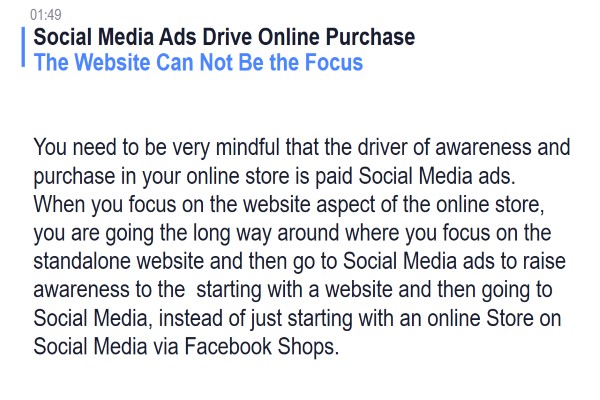 01:49
Social Media Ads Drive Online Purchase
The Website Can Not Be the Focus
You need to be very mindful that the driver of awareness and
purchase in your online store is paid Social Media ads.
When you focus on the website aspect of the online store,
you are going the long way around where you focus on the
standalone website and then go to Social Media ads to raise
awareness to the  starting with a website and then going to
Social Media, instead of just starting with an online Store on
Social Media via Facebook Shops.